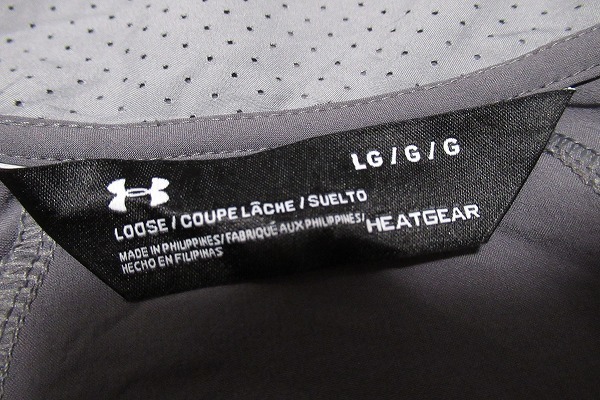 LG / G / G
LOOSE / COUPE LÂCHE / SUELTO
MADE IN PHILIPPINES/FABRIQUÉ AUX PHILIPPINES/
HECHO EN FILIPINAS
HEATGEAR